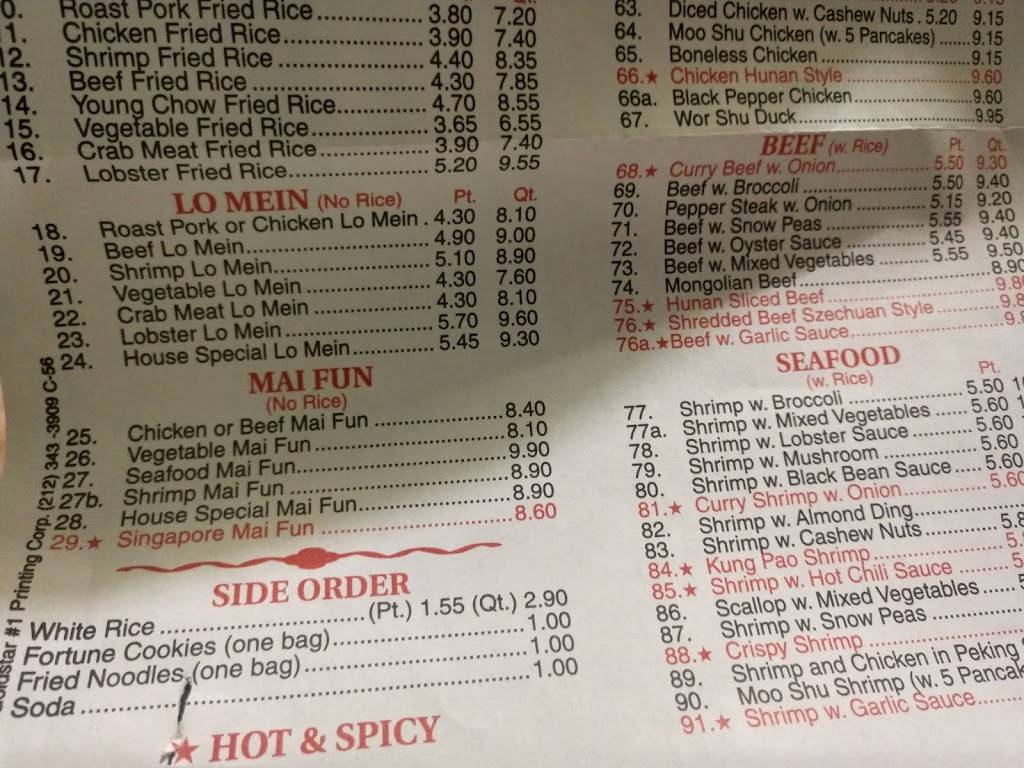 0. Roast Pork Fried Rice 3.80 7.20
1. Chicken Fried Rice 3.90 7.40
12. Shrimp Fried Rice 4.40 8.35
13. Beef Fried Rice 4.30 7.85
14. Young Chow Fried Rice 4.70 8.55
15. Vegetable Fried Rice 3.65 6.55
16. Crab Meat Fried Rice 3.90 7.40
17. Lobster Fried Rice 5.20 9.55
LO MEIN (No Rice) Pt. Qt.
18. Roast Pork or Chicken Lo Mein 4.30 8.10
19. Beef Lo Mein 4.90 9.00
20. Shrimp Lo Mein 5.10 8.90
21. Vegetable Lo Mein 4.30 7.60
22. Crab Meat Lo Mein 4.30 8.10
23. Lobster Lo Mein 5.70 9.60
24. House Special Lo Mein 5.45 9.30
MAI FUN
(No Rice)
25. Chicken or Beef Mai Fun 8.40
26. Vegetable Mai Fun 8.10
27. Seafood Mai Fun 9.90
27b. Shrimp Mai Fun 8.90
28. House Special Mai Fun 8.90
29.★ Singapore Mai Fun 8.60
SIDE ORDER
White Rice (Pt.) 1.55 (Qt.) 2.90
Fortune Cookies (one bag) 1.00
Fried Noodles (one bag) 1.00
Soda 1.00
★ HOT & SPICY
#1 Printing Corp. (212) 343-3909 C-56
63. Diced Chicken w. Cashew Nuts 5.20 9.15
64. Moo Shu Chicken (w. 5 Pancakes) 9.15
65. Boneless Chicken 9.15
66.★ Chicken Hunan Style 9.60
66a. Black Pepper Chicken 9.60
67. Wor Shu Duck 9.95
BEEF (w. Rice) Pt. Qt.
68.★ Curry Beef w. Onion 5.50 9.30
69. Beef w. Broccoli 5.50 9.40
70. Pepper Steak w. Onion 5.15 9.20
71. Beef w. Snow Peas 5.55 9.40
72. Beef w. Oyster Sauce 5.45 9.40
73. Beef w. Mixed Vegetables 5.55 9.50
74. Mongolian Beef 8.90
75.★ Hunan Sliced Beef
76.★ Shredded Beef Szechuan Style
76a.★ Beef w. Garlic Sauce
SEAFOOD
(w. Rice) Pt.
77. Shrimp w. Broccoli 5.50
77a. Shrimp w. Mixed Vegetables 5.60
78. Shrimp w. Lobster Sauce 5.60
79. Shrimp w. Mushroom 5.60
80. Shrimp w. Black Bean Sauce 5.60
81.★ Curry Shrimp w. Onion 5.60
82. Shrimp w. Almond Ding
83. Shrimp w. Cashew Nuts
84.★ Kung Pao Shrimp
85.★ Shrimp w. Hot Chili Sauce
86. Scallop w. Mixed Vegetables
87. Shrimp w. Snow Peas
88.★ Crispy Shrimp
89. Shrimp and Chicken in Peking
90. Moo Shu Shrimp (w. 5
91.★ Shrimp w. Garlic Sauce